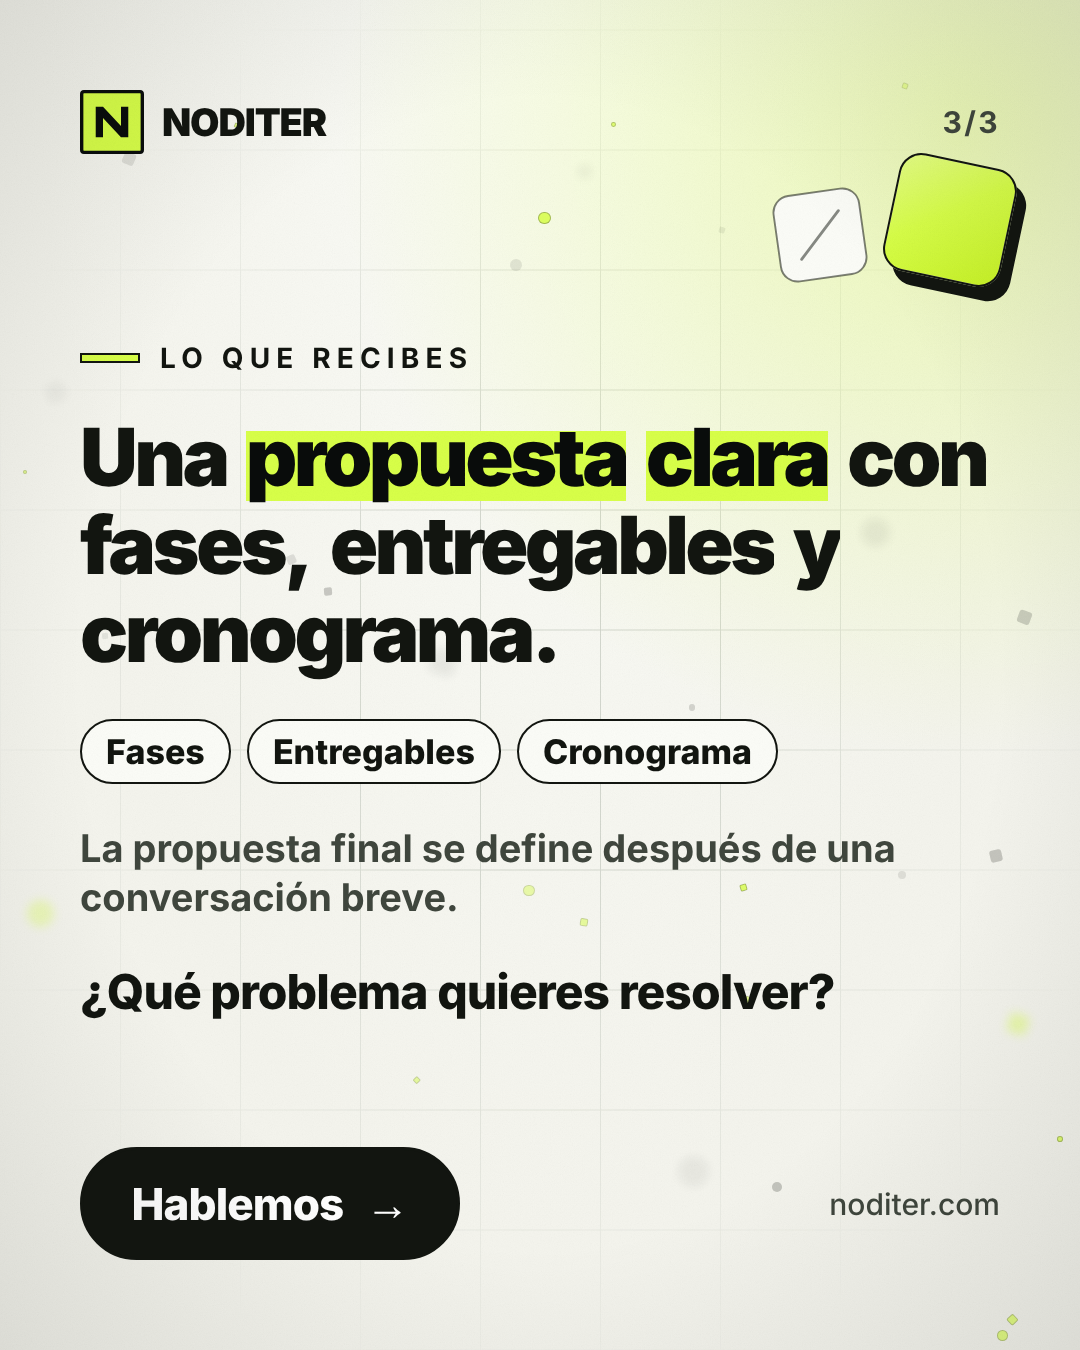 N NODITER
3/3
LO QUE RECIBES
Una propuesta clara con
fases, entregables y
cronograma.
Fases Entregables Cronograma
La propuesta final se define después de una
conversación breve.
¿Qué problema quieres resolver?
Hablemos →
noditer.com